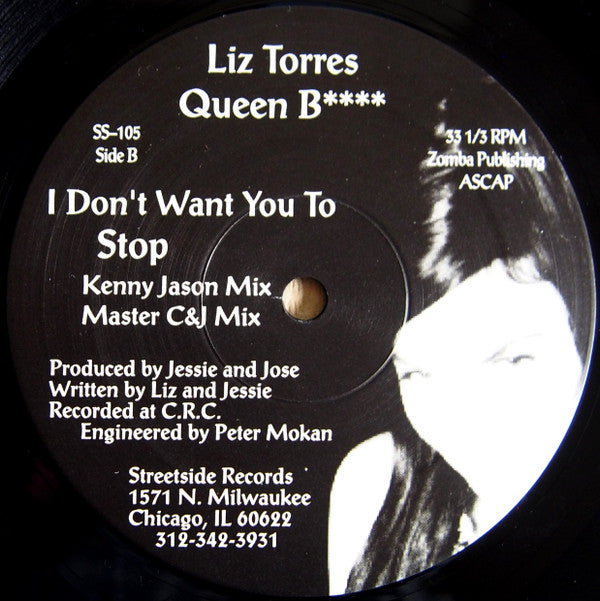 Liz Torres
Queen B****
SS-105
Side B
33 1/3 RPM
Zomba Publishing
ASCAP
I Don't Want You To
Stop
Kenny Jason Mix
Master C&J Mix
Produced by Jessie and Jose
Written by Liz and Jessie
Recorded at C.R.C.
Engineered by Peter Mokan
Streetside Records
1571 N. Milwaukee
Chicago, IL 60622
312-342-3931